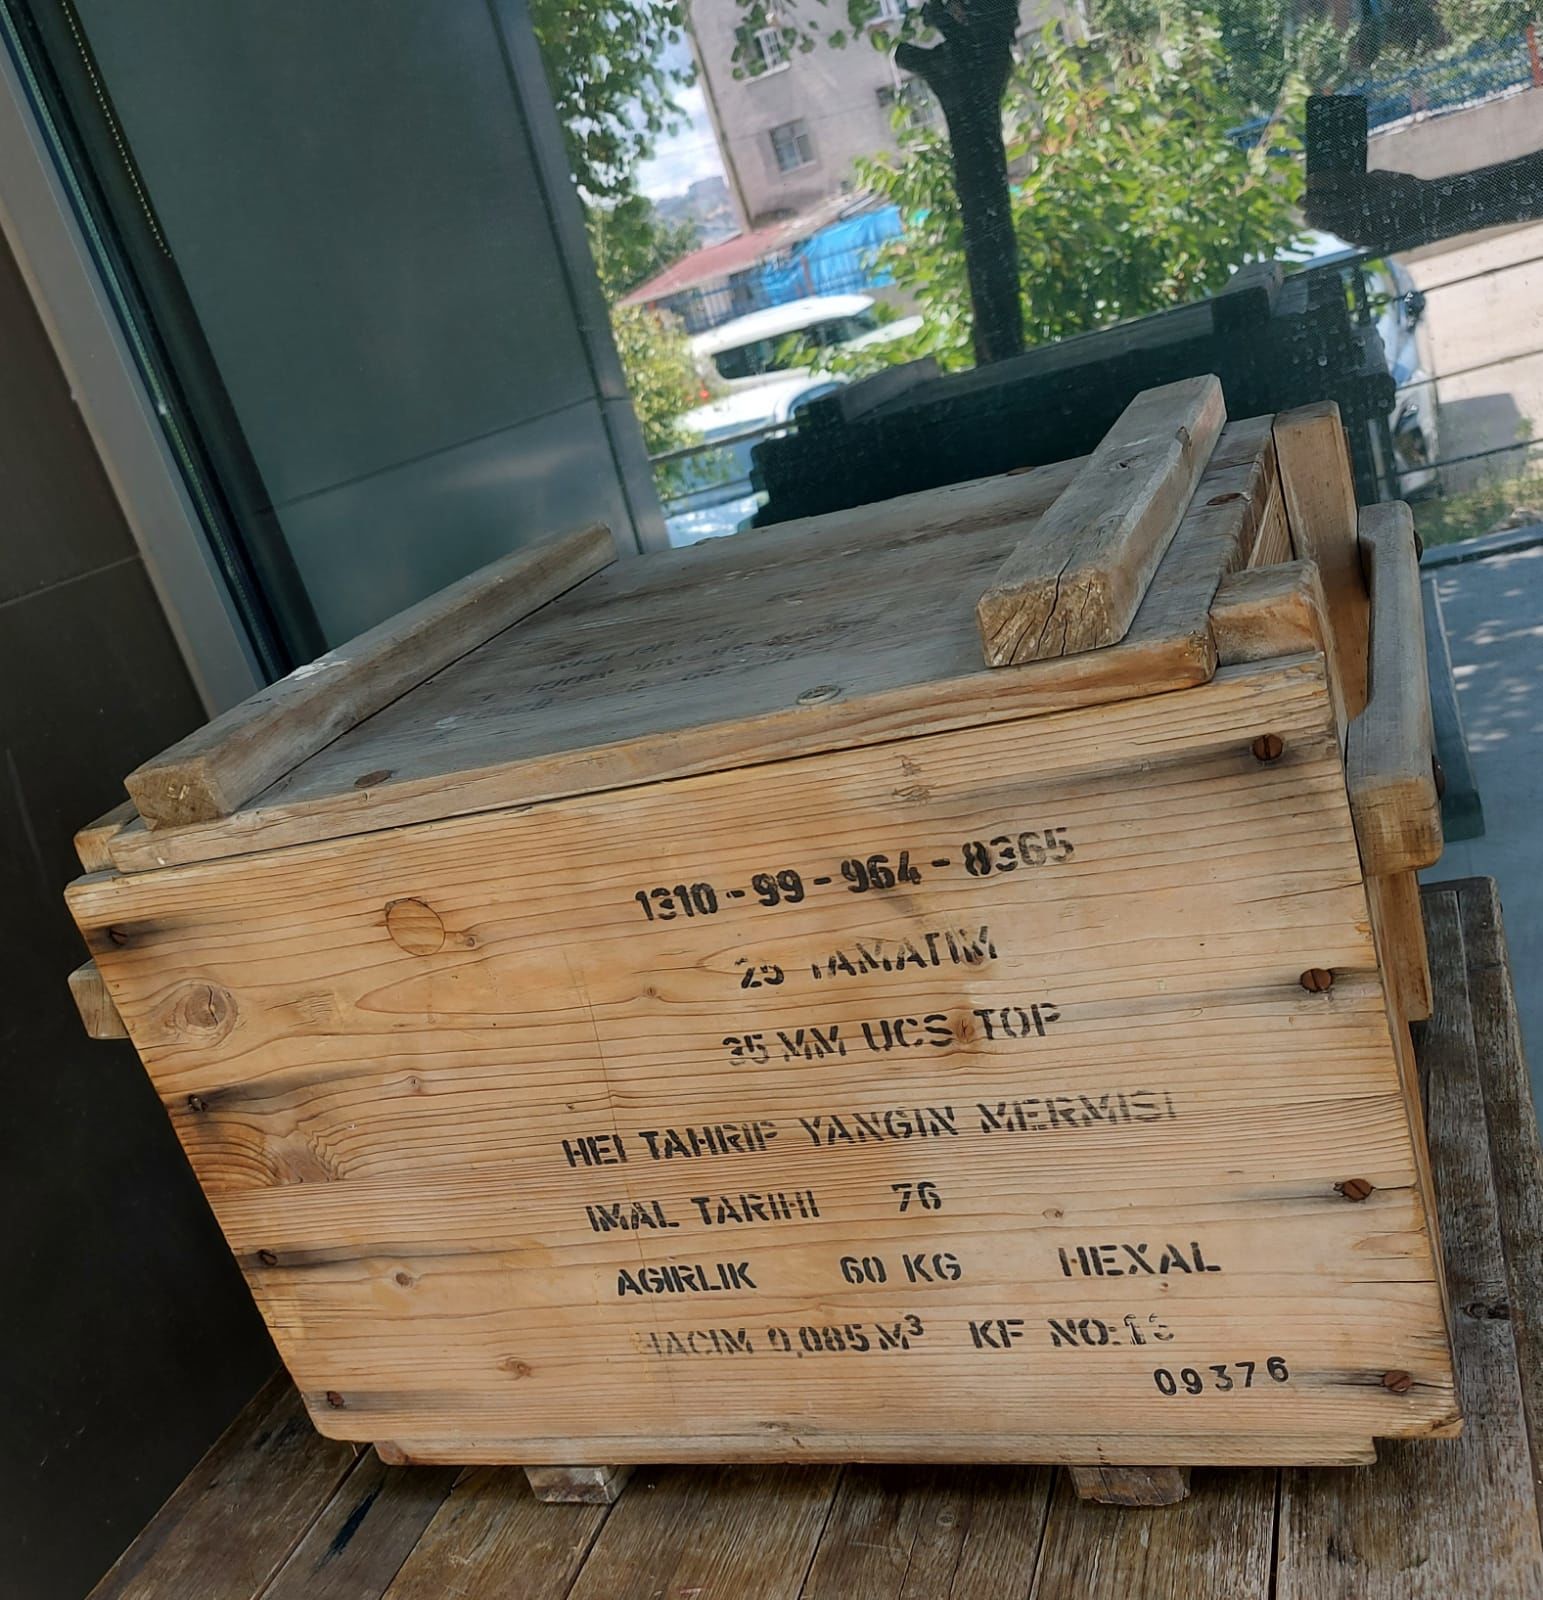 1310-99-964-8365
25 TAMATIM
35 MM UCS TOP
HEI TAHRIP YANGIN MERMISI
IMAL TARIHI 76
AGIRLIK 60 KG HEXAL
HACIM 0,085 M³ KF NO:
09376